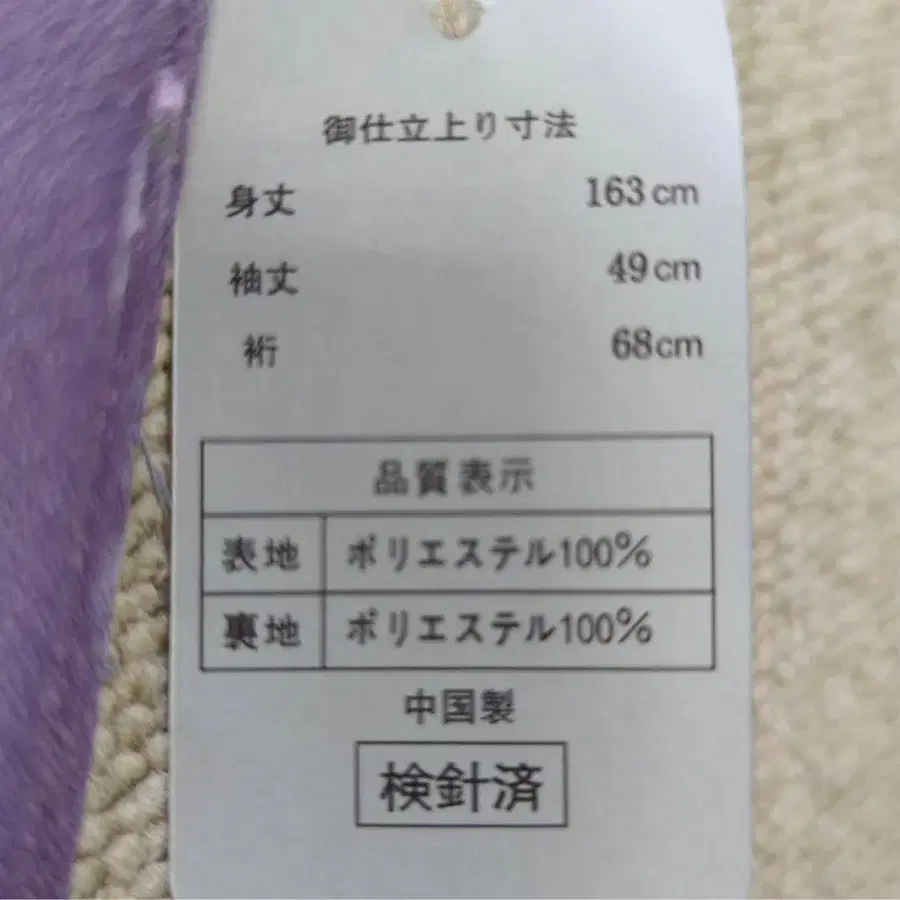 御仕立上り寸法
身丈 163cm
袖丈 49cm
裄 68cm
品質表示
表地 ポリエステル100%
裏地 ポリエステル100%
中国製
検針済